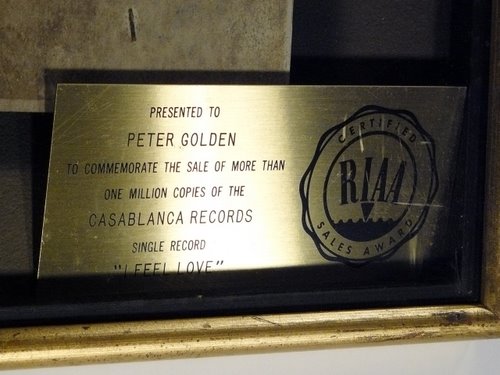 PRESENTED TO
PETER GOLDEN
TO COMMEMORATE THE SALE OF MORE THAN
ONE MILLION COPIES OF THE
CASABLANCA RECORDS
SINGLE RECORD
"I FEEL LOVE"
CERTIFIED
RIAA
SALES AWARD